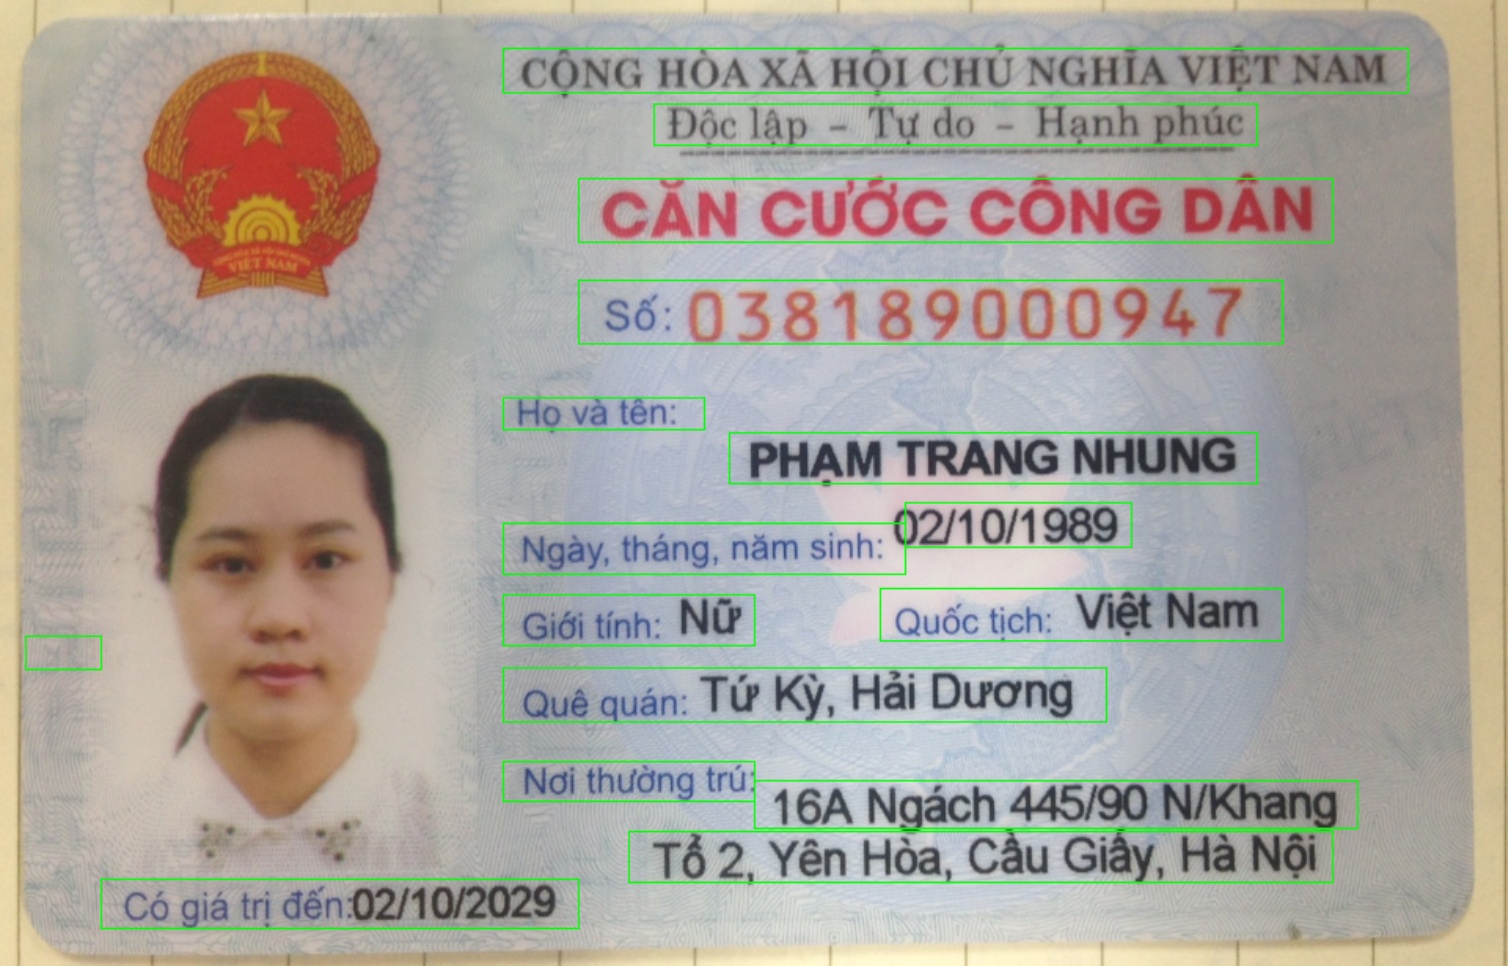 CỘNG HÒA XÃ HỘI CHỦ NGHĨA VIỆT NAM
Độc lập - Tự do - Hạnh phúc
CĂN CƯỚC CÔNG DÂN
VIỆT NAM
Số: 038189000947
Họ và tên:
PHẠM TRANG NHUNG
Ngày, tháng, năm sinh: 02/10/1989
Giới tính: Nữ Quốc tịch: Việt Nam
Quê quán: Tứ Kỳ, Hải Dương
Nơi thường trú: 16A Ngách 445/90 N/Khang
Tổ 2, Yên Hòa, Cầu Giấy, Hà Nội
Có giá trị đến: 02/10/2029